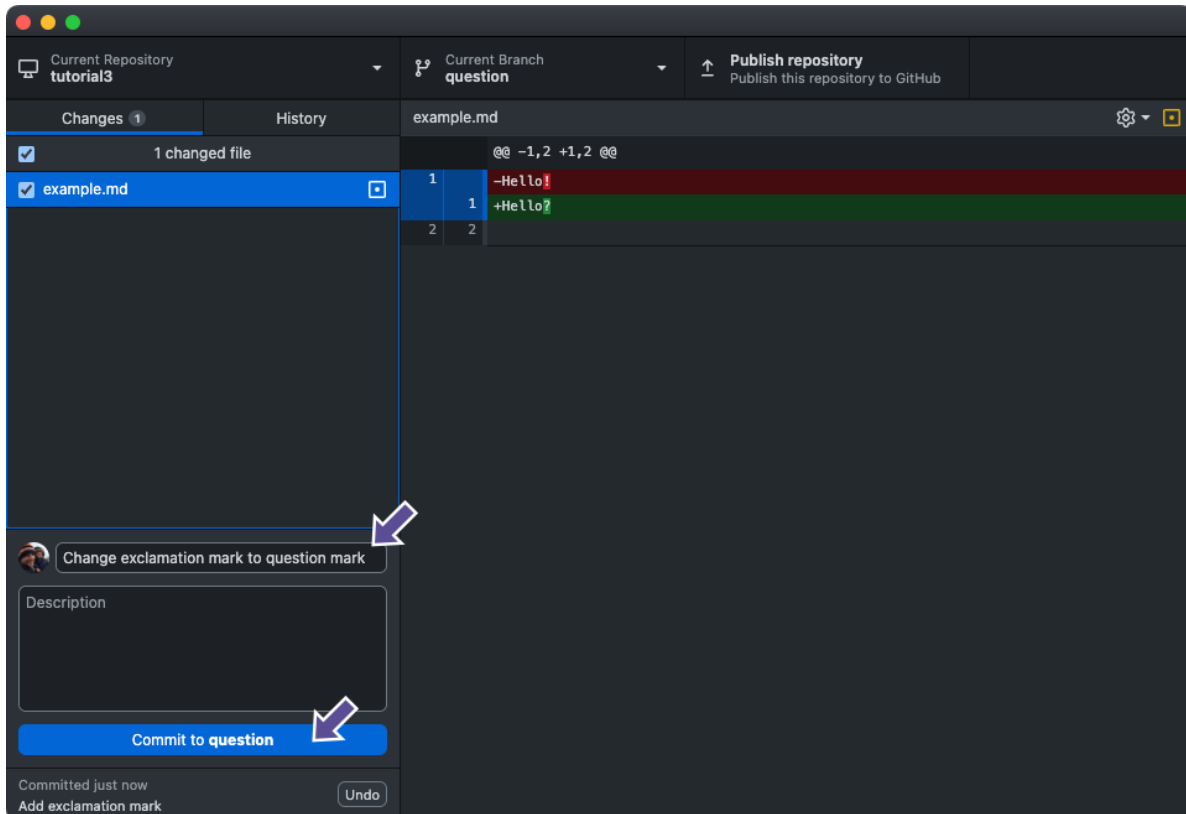 Current Repository
tutorial3
Current Branch
question
Publish repository
Publish this repository to GitHub
Changes 1
History
example.md
1 changed file
@@ -1,2 +1,2 @@
example.md
1 -Hello!
1 +Hello?
2 2
Change exclamation mark to question mark
Description
Commit to question
Committed just now
Add exclamation mark
Undo